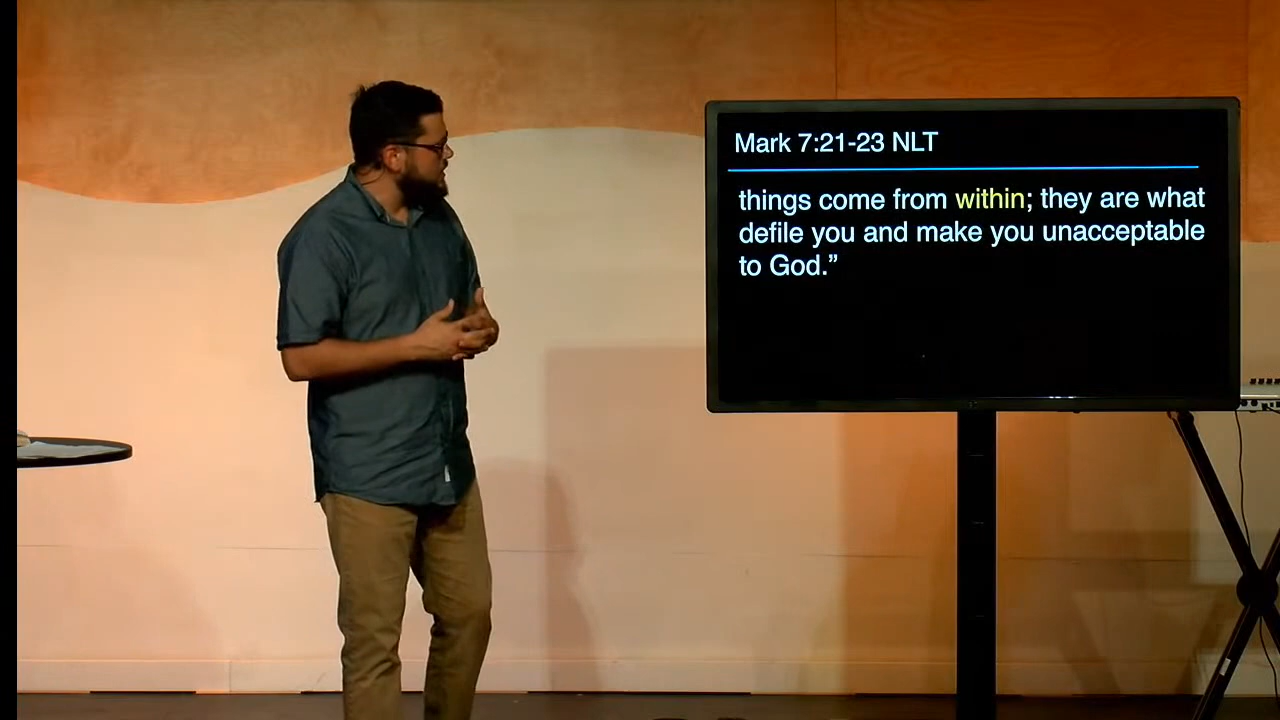 Mark 7:21-23 NLT
things come from within; they are what
defile you and make you unacceptable
to God.”